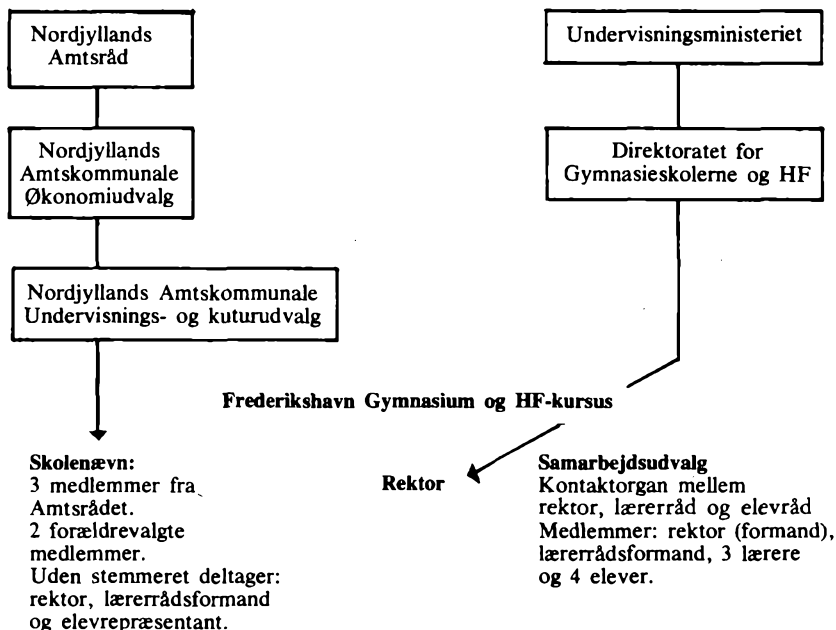 Nordjyllands
Amtsråd
Undervisningsministeriet
Nordjyllands
Amtskommunale
Økonomiudvalg
Direktoratet for
Gymnasieskolerne og HF
Nordjyllands Amtskommunale
Undervisnings- og kuturudvalg
Frederikshavn Gymnasium og HF-kursus
Skolenævn:
3 medlemmer fra
Amtsrådet.
2 forældrevalgte
medlemmer.
Uden stemmeret deltager:
rektor, lærerrådsformand
og elevrepræsentant.
Rektor
Samarbejdsudvalg
Kontaktorgan mellem
rektor, lærerråd og elevråd
Medlemmer: rektor (formand),
lærerrådsformand, 3 lærere
og 4 elever.